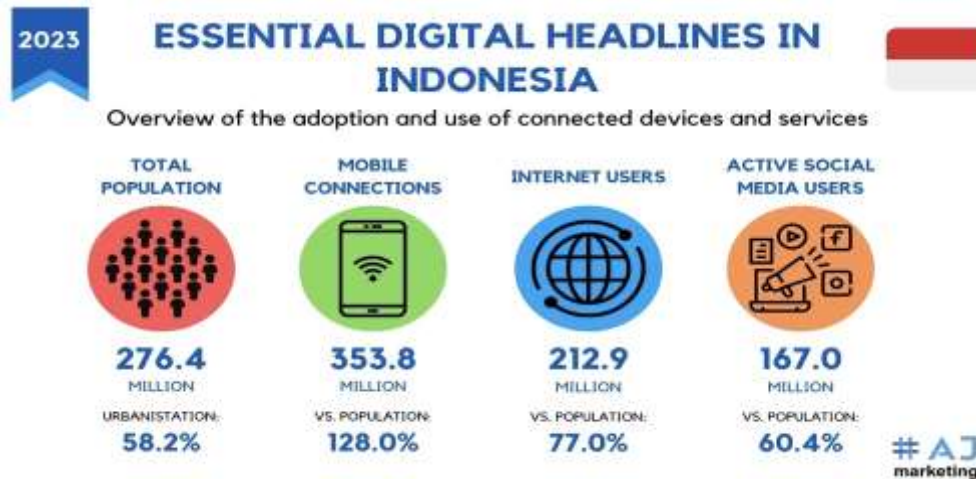 2023
ESSENTIAL DIGITAL HEADLINES IN
INDONESIA
Overview of the adoption and use of connected devices and services
TOTAL
POPULATION
276.4
MILLION
URBANISTATION:
58.2%
MOBILE
CONNECTIONS
353.8
MILLION
VS. POPULATION:
128.0%
INTERNET USERS
212.9
MILLION
VS. POPULATION:
77.0%
ACTIVE SOCIAL
MEDIA USERS
167.0
MILLION
VS. POPULATION:
60.4%
# AJ
marketing